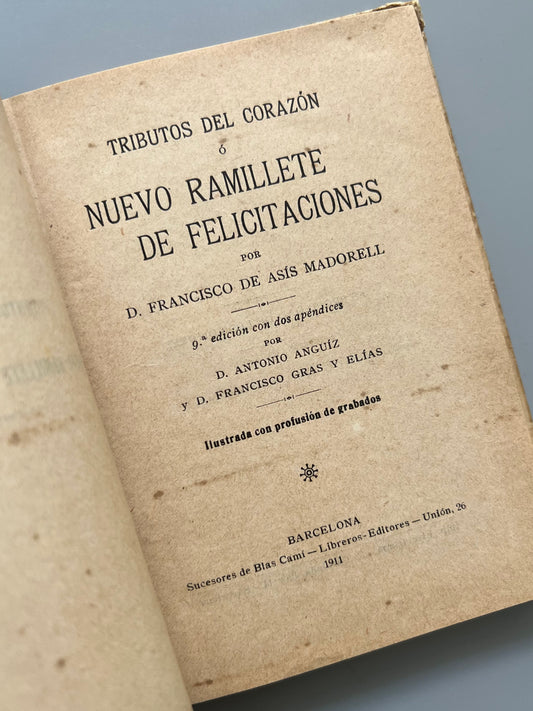 TRIBUTOS DEL CORAZÓN
ó
NUEVO RAMILLETE
DE FELICITACIONES
POR
D. FRANCISCO DE ASÍS MADORELL
9.ª edición con dos apéndices
POR
D. ANTONIO ANGUÍZ
y D. FRANCISCO GRAS Y ELÍAS
Ilustrada con profusión de grabados
BARCELONA
Sucesores de Blas Camí — Libreros-Editores — Unión, 26
1911